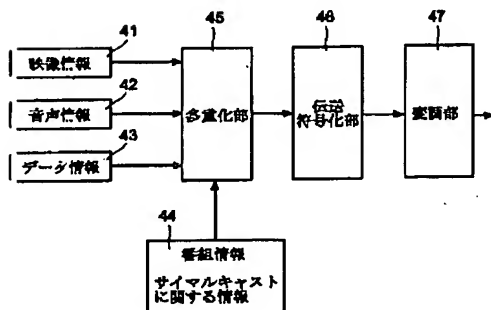 41
映像情報
42
音声情報
43
データ情報
45
多重化部
46
伝送
符号化部
47
変調部
44
番組情報
サイマルキャスト
に関する情報